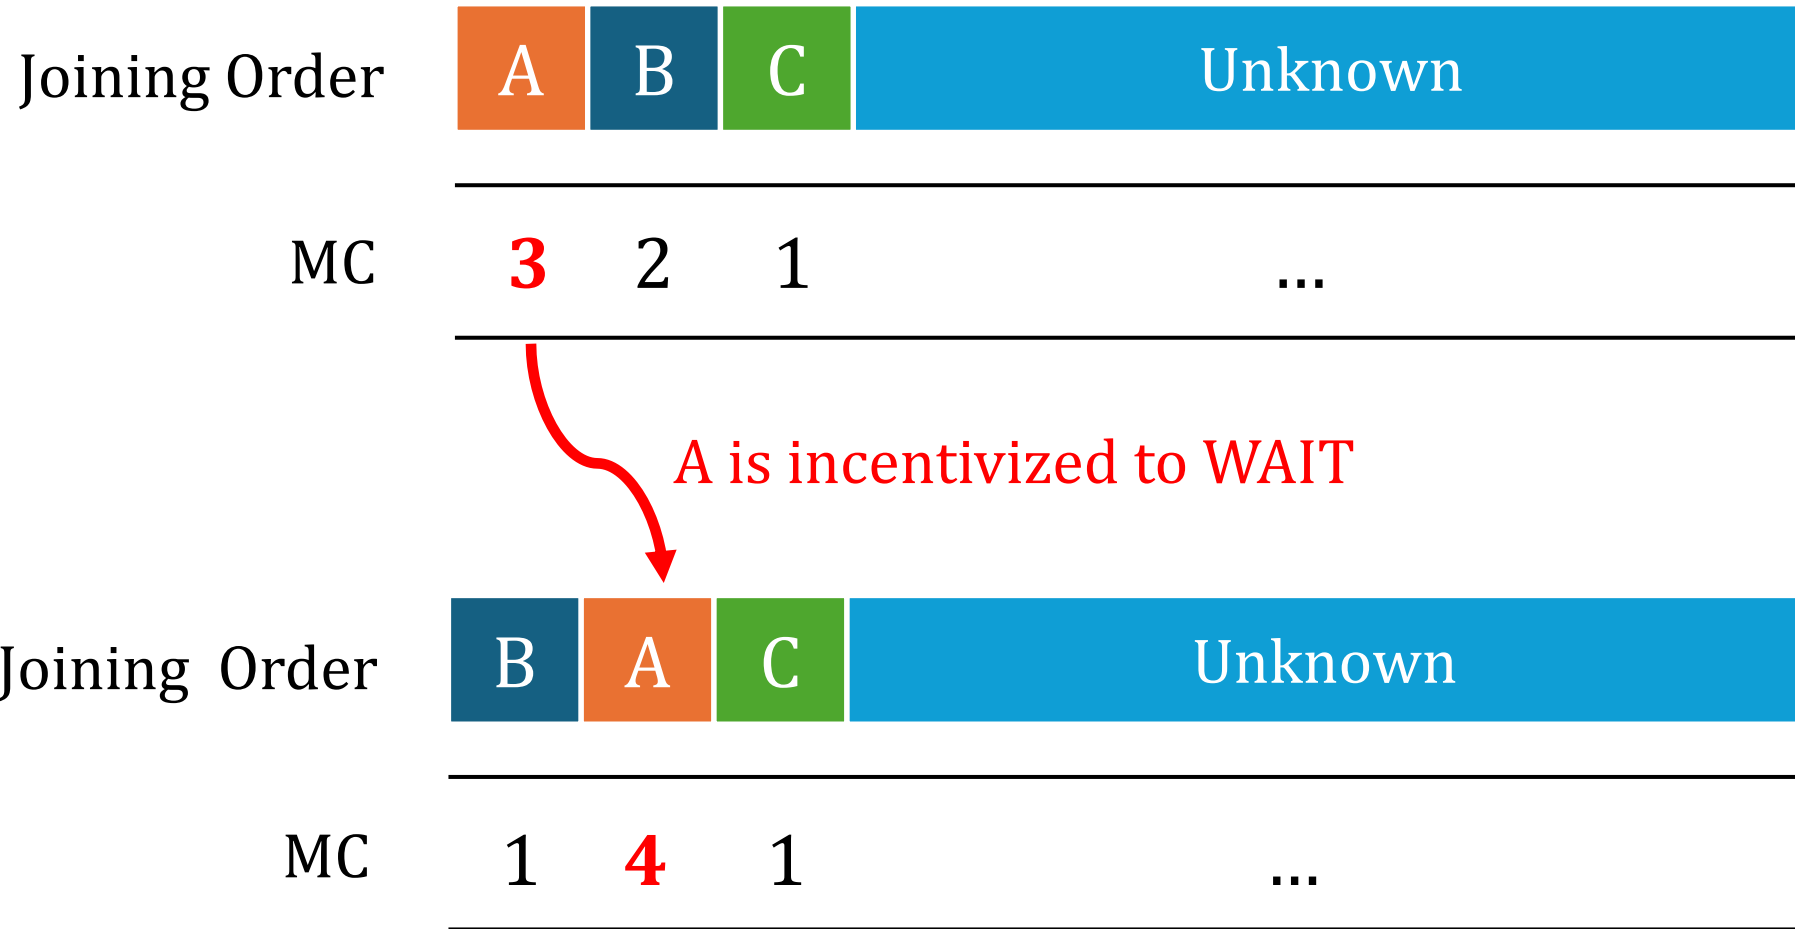 Joining Order A B C Unknown
MC 3 2 1 ...
A is incentivized to WAIT
Joining Order B A C Unknown
MC 1 4 1 ...